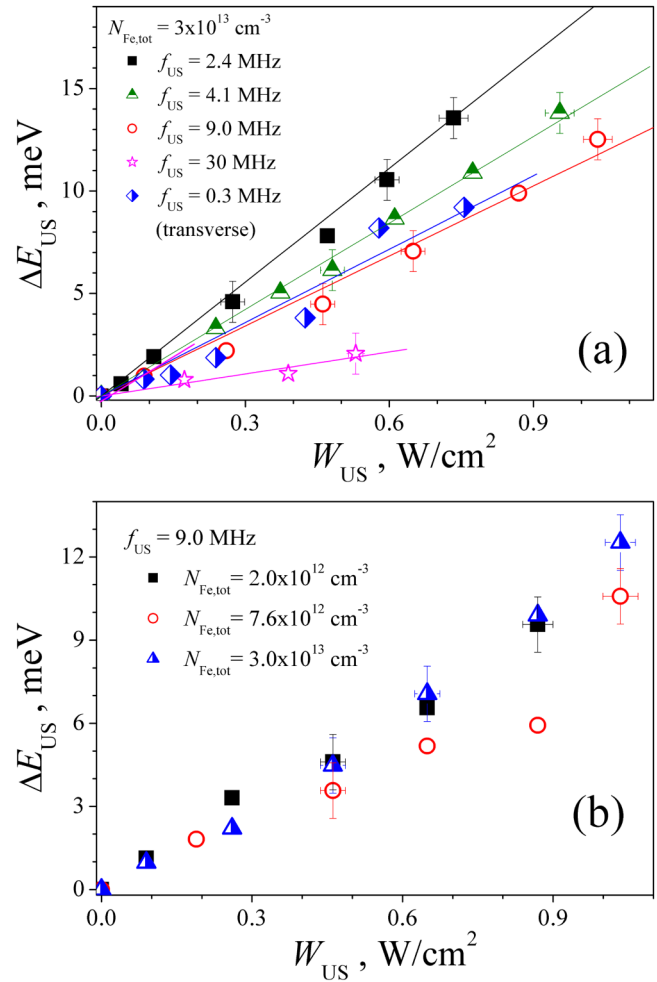 N_Fe,tot = 3x10^13 cm^-3
f_US = 2.4 MHz
f_US = 4.1 MHz
f_US = 9.0 MHz
f_US = 30 MHz
f_US = 0.3 MHz
(transverse)
15
10
5
0
ΔE_US, meV
(a)
0.0 0.3 0.6 0.9
W_US , W/cm^2
f_US = 9.0 MHz
N_Fe,tot= 2.0x10^12 cm^-3
N_Fe,tot= 7.6x10^12 cm^-3
N_Fe,tot= 3.0x10^13 cm^-3
12
9
6
3
0
ΔE_US, meV
(b)
0.0 0.3 0.6 0.9
W_US , W/cm^2